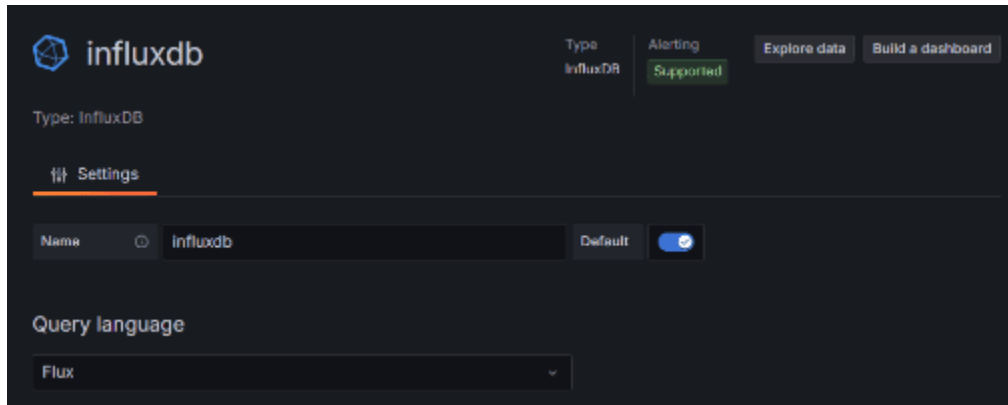 influxdb
Type
InfluxDB
Alerting
Supported
Explore data
Build a dashboard
Type: InfluxDB
Settings
Name
influxdb
Default
Query language
Flux